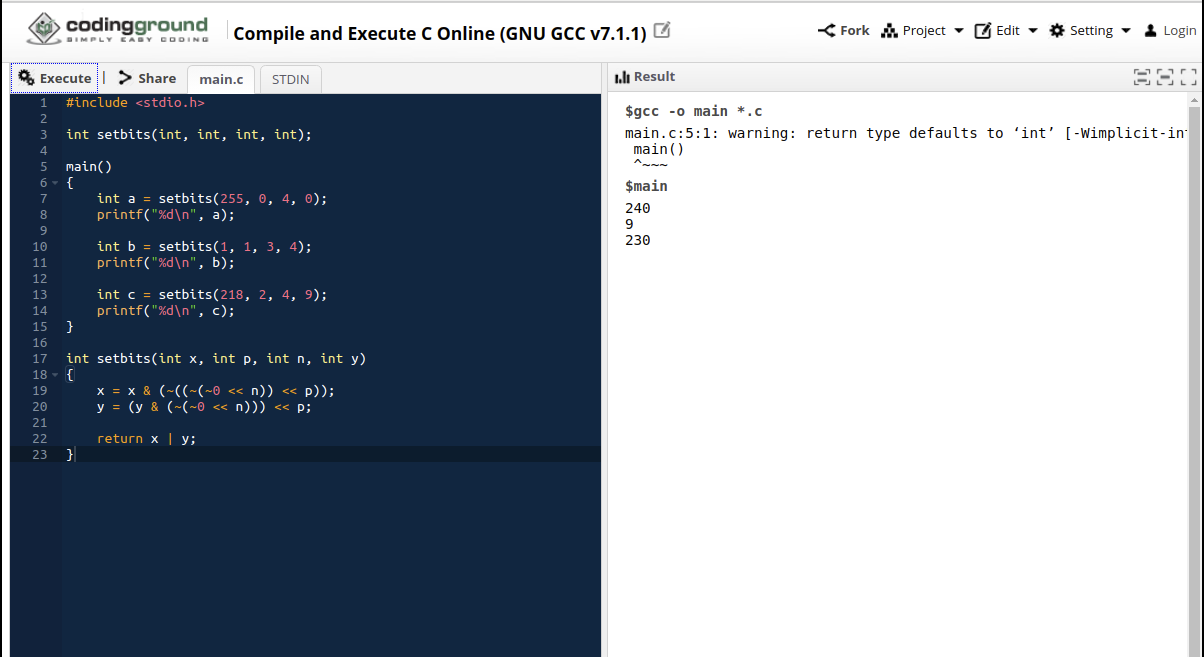 codingground
SIMPLY EASY CODING
Compile and Execute C Online (GNU GCC v7.1.1)
Fork Project Edit Setting Login
Execute | Share main.c STDIN
1 #include <stdio.h>
2
3 int setbits(int, int, int, int);
4
5 main()
6 {
7     int a = setbits(255, 0, 4, 0);
8     printf("%d\n", a);
9
10     int b = setbits(1, 1, 3, 4);
11     printf("%d\n", b);
12
13     int c = setbits(218, 2, 4, 9);
14     printf("%d\n", c);
15 }
16
17 int setbits(int x, int p, int n, int y)
18 {
19     x = x & (~((~(~0 << n)) << p));
20     y = (y & (~(~0 << n))) << p;
21
22     return x | y;
23 }
Result
$gcc -o main *.c
main.c:5:1: warning: return type defaults to ‘int’ [-Wimplicit-in
 main()
 ^~~~
$main
240
9
230